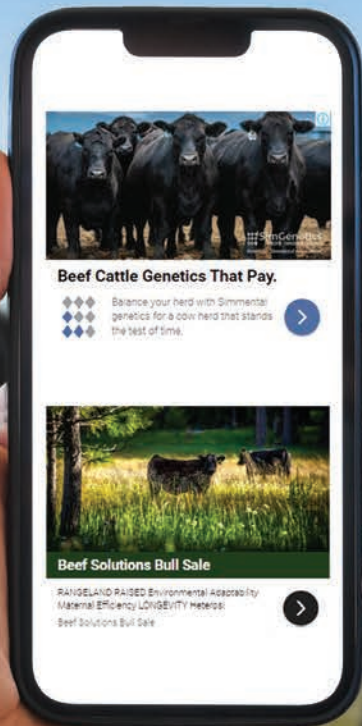 SimGenetics
Beef Cattle Genetics That Pay.
Balance your herd with Simmental
genetics for a cow herd that stands
the test of time.
Beef Solutions Bull Sale
RANGELAND RAISED Environmental Adaptability
Maternal Efficiency LONGEVITY Heterosi
Beef Solutions Bull Sale